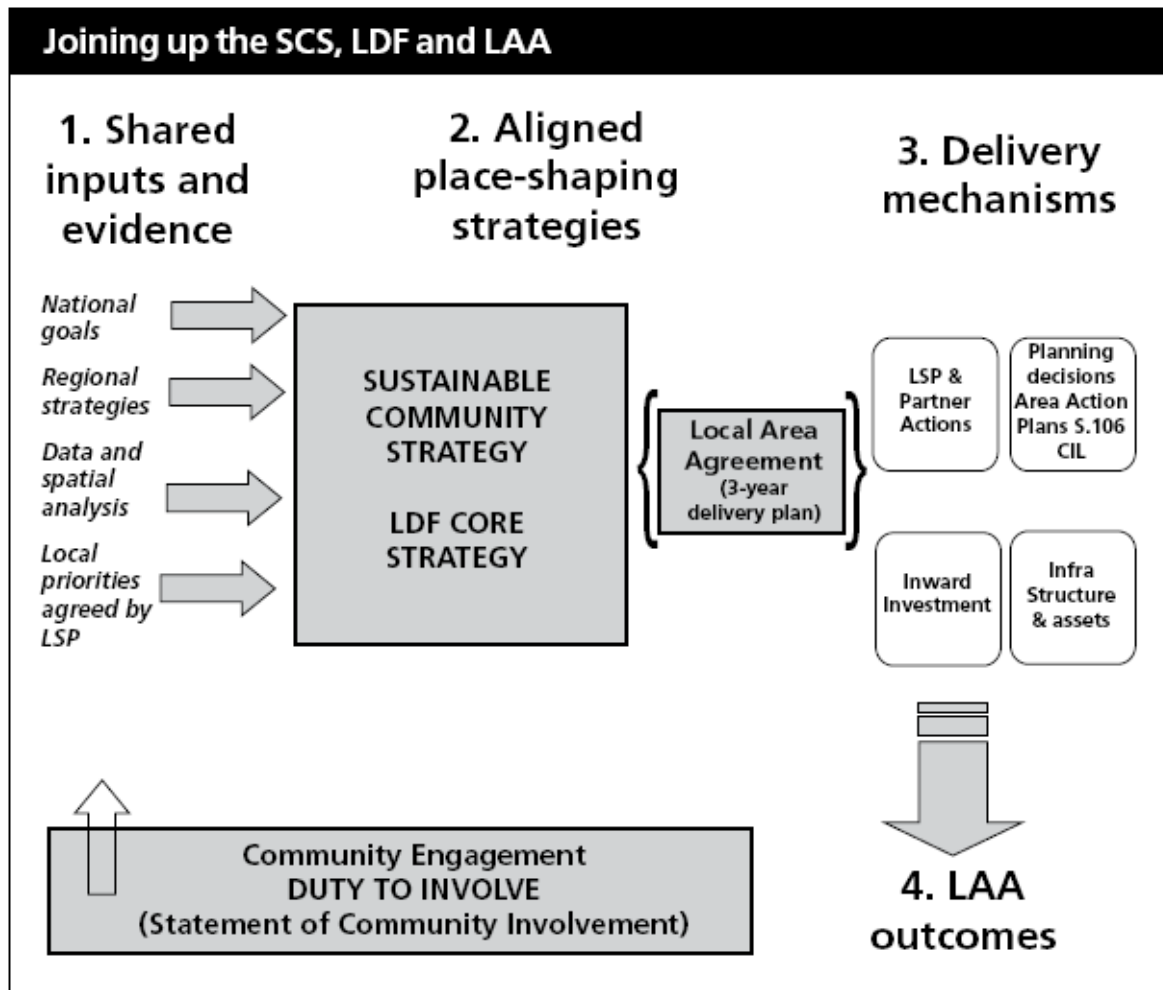 Joining up the SCS, LDF and LAA
1. Shared
inputs and
evidence
2. Aligned
place-shaping
strategies
3. Delivery
mechanisms
National
goals
Regional
strategies
Data and
spatial
analysis
Local
priorities
agreed by
LSP
SUSTAINABLE
COMMUNITY
STRATEGY
LDF CORE
STRATEGY
{
Local Area
Agreement
(3-year
delivery plan)
}
LSP &
Partner
Actions
Planning
decisions
Area Action
Plans S.106
CIL
Inward
Investment
Infra
Structure
& assets
Community Engagement
DUTY TO INVOLVE
(Statement of Community Involvement)
4. LAA
outcomes